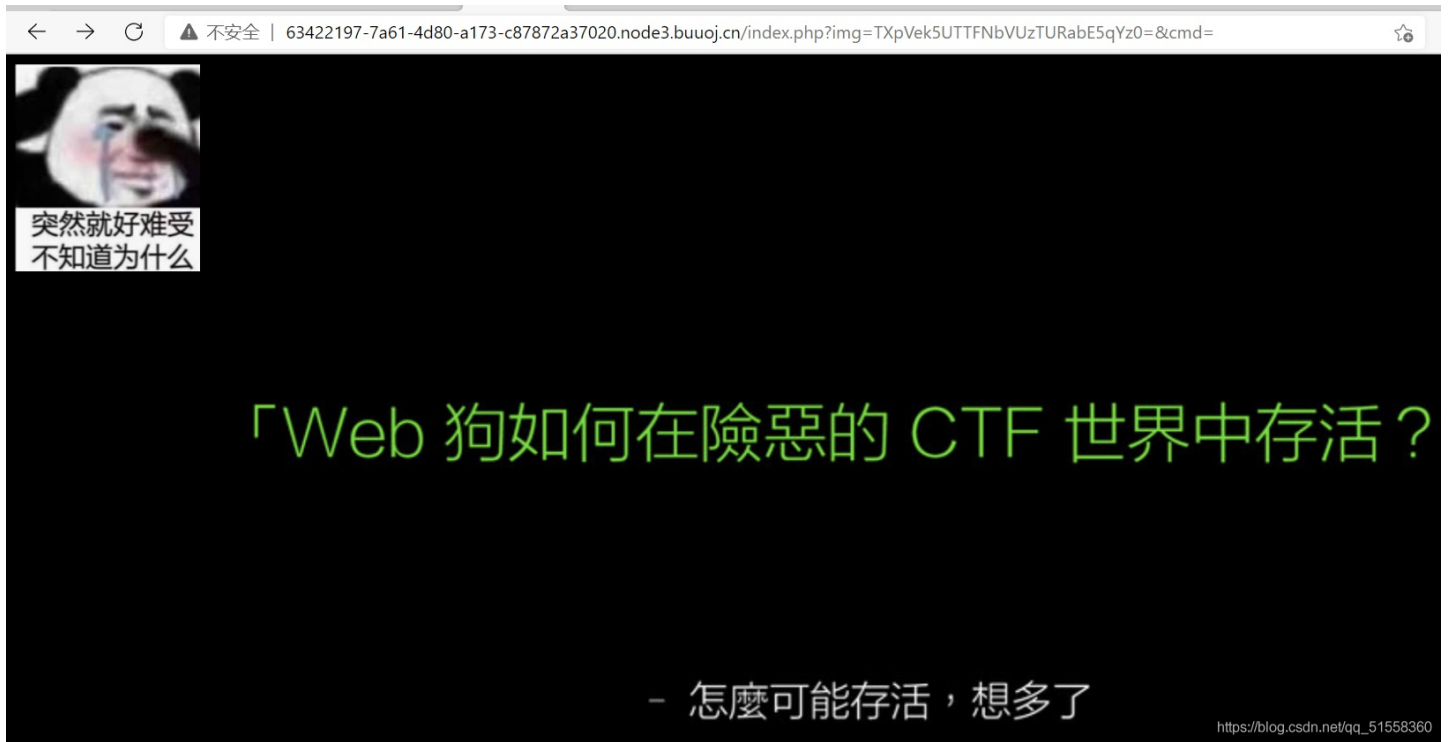 不安全 | 63422197-7a61-4d80-a173-c87872a37020.node3.buuoj.cn/index.php?img=TXpVek5UTTFNbVUzTURabE5qYz0=&cmd=
突然就好难受
不知道为什么
「Web 狗如何在險惡的 CTF 世界中存活？
- 怎麼可能存活，想多了
https://blog.csdn.net/qq_51558360